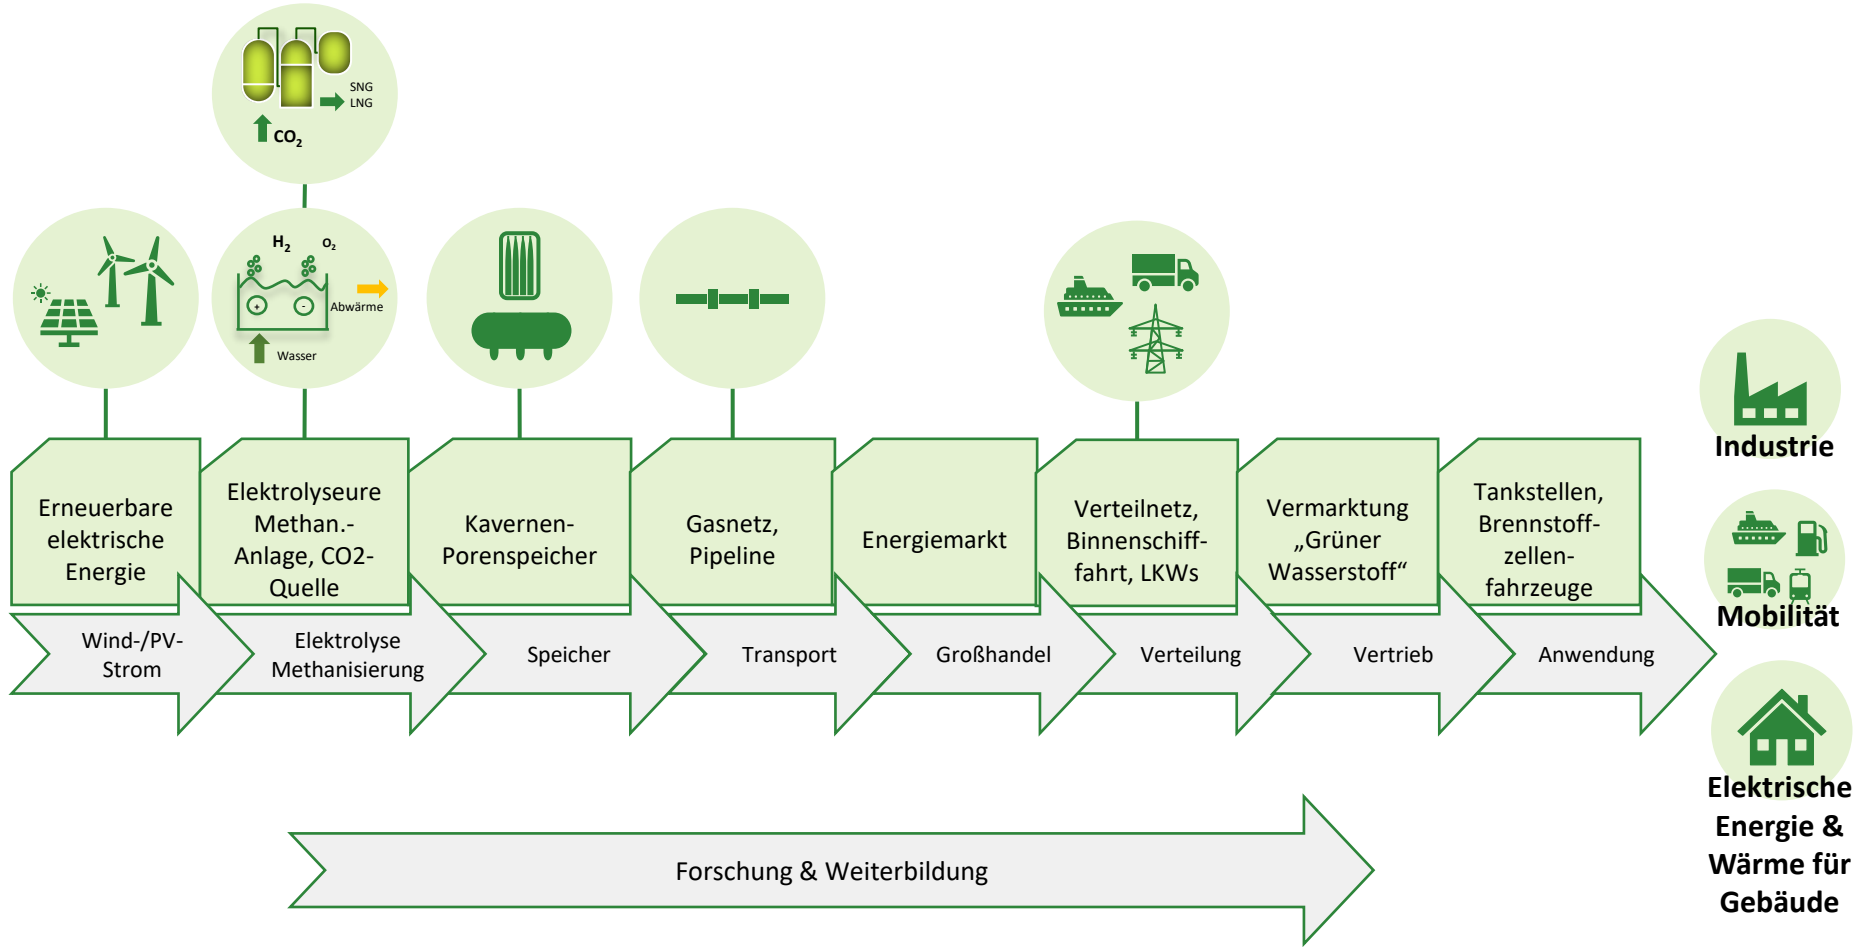 SNG
LNG
CO₂
H₂
O₂
+
-
Abwärme
Wasser
Erneuerbare
elektrische
Energie
Elektrolyseure
Methan.-
Anlage, CO2-
Quelle
Kavernen-
Porenspeicher
Gasnetz,
Pipeline
Energiemarkt
Verteilnetz,
Binnenschiff-
fahrt, LKWs
Vermarktung
„Grüner
Wasserstoff“
Tankstellen,
Brennstoff-
zellen-
fahrzeuge
Wind-/PV-
Strom
Elektrolyse
Methanisierung
Speicher
Transport
Großhandel
Verteilung
Vertrieb
Anwendung
Industrie
Mobilität
Elektrische
Energie &
Wärme für
Gebäude
Forschung & Weiterbildung